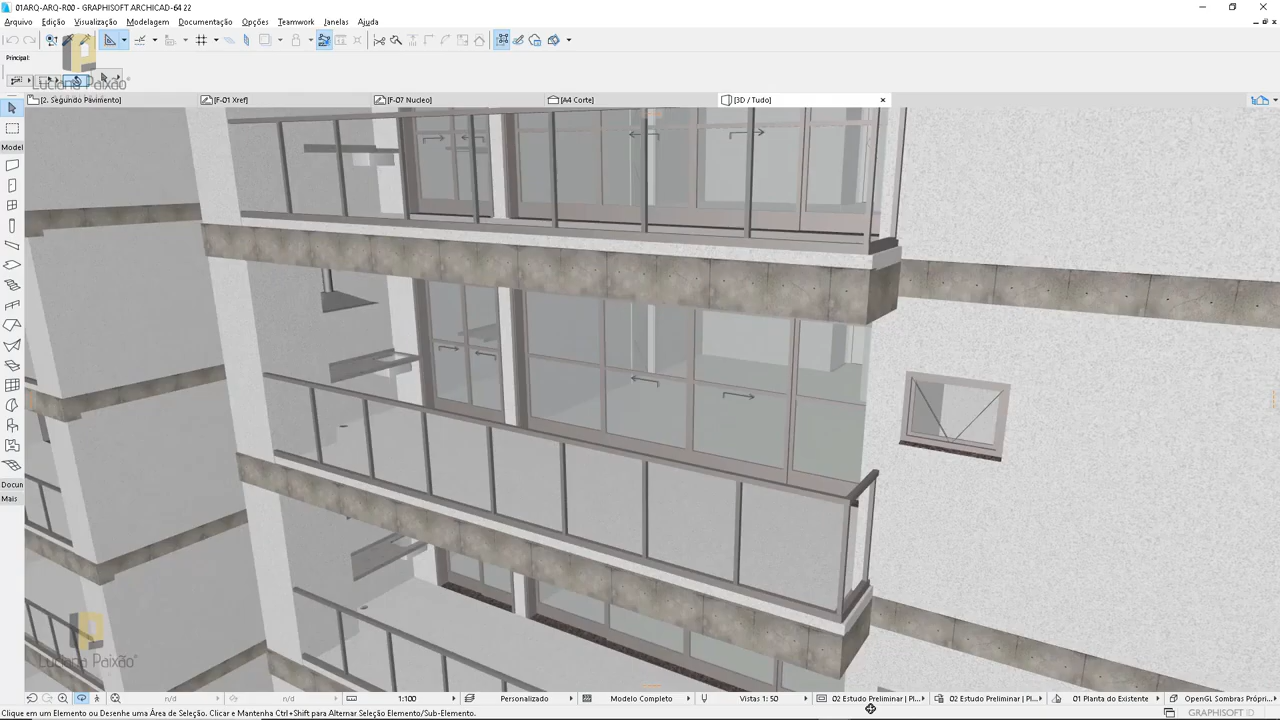 01ARQ-ARQ-R00 - GRAPHISOFT ARCHICAD-64 22
Arquivo Edição Visualização Modelagem Documentação Opções Teamwork Janelas Ajuda
Principal:
Luciana Paixão®
[2. Segundo Pavimento] [F-01 Xref] [F-07 Nucleo] [A4 Corte] [3D / Tudo]
Model
Docum
Mais
Luciana Paixão®
n/d n/d 1:100 Personalizado Modelo Completo Vistas 1: 50 02 Estudo Preliminar | Pl... 02 Estudo Preliminar | Pl... 01 Planta do Existente OpenGL Sombras Própri...
Clique em um Elemento ou Desenhe uma Área de Seleção. Clicar e Manter Ctrl+Shift para Alternar Seleção Elemento/Sub-Elemento.
GRAPHISOFT ID